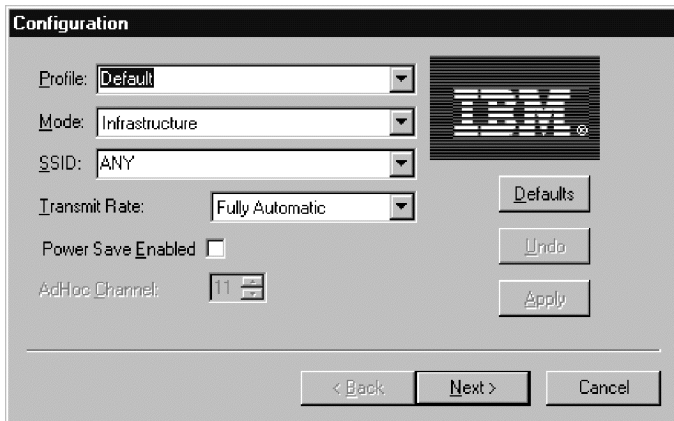 Configuration
Profile: Default
Mode: Infrastructure
SSID: ANY
Transmit Rate: Fully Automatic
Power Save Enabled
AdHoc Channel: 11
IBM®
Defaults
Undo
Apply
< Back Next > Cancel